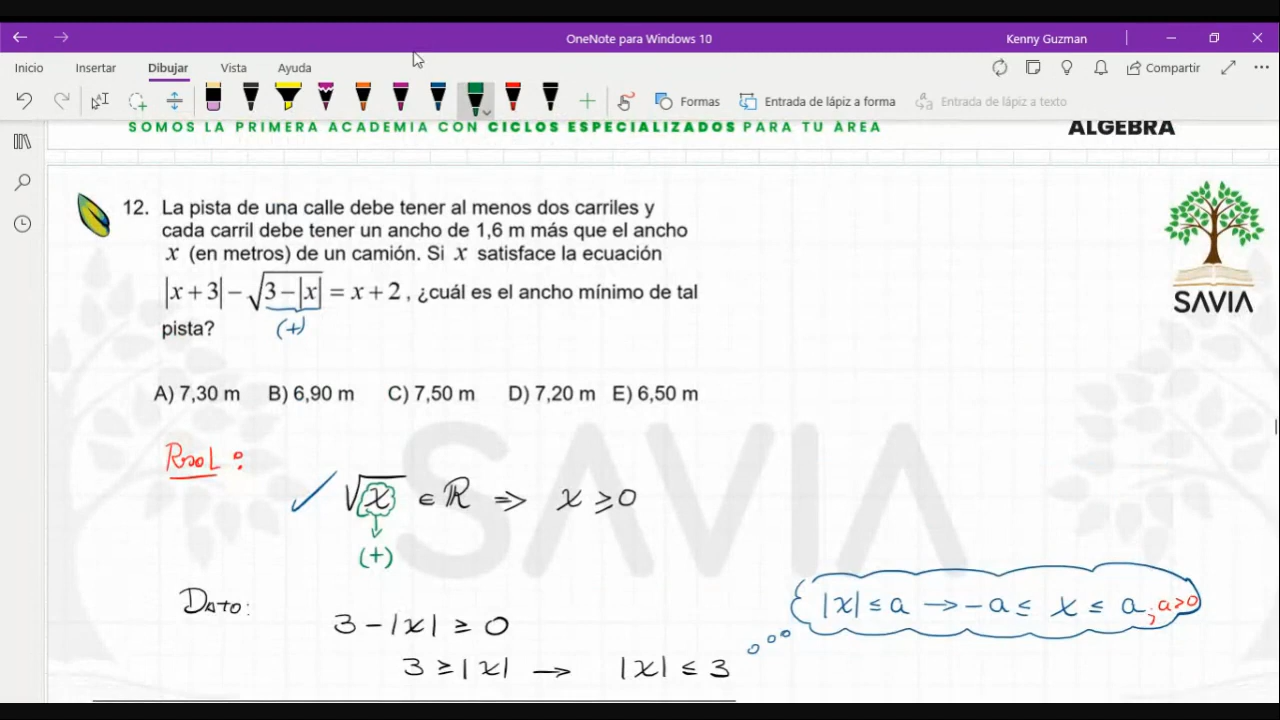 OneNote para Windows 10
Kenny Guzman
Inicio Insertar Dibujar Vista Ayuda
Compartir
Formas Entrada de lápiz a forma Entrada de lápiz a texto
SOMOS LA PRIMERA ACADEMIA CON CICLOS ESPECIALIZADOS PARA TU ÁREA
ÁLGEBRA
12. La pista de una calle debe tener al menos dos carriles y
cada carril debe tener un ancho de 1,6 m más que el ancho
x (en metros) de un camión. Si x satisface la ecuación
|x + 3| − √(3 − |x|) = x + 2 , ¿cuál es el ancho mínimo de tal
(+)
pista?
SAVIA
A) 7,30 m B) 6,90 m C) 7,50 m D) 7,20 m E) 6,50 m
Resol :
√x ∈ ℝ ⇒ x ≥ 0
(+)
SAVIA
Dato:
3 − |x| ≥ 0
|x| ≤ a → −a ≤ x ≤ a ; a > 0
3 ≥ |x| → |x| ≤ 3